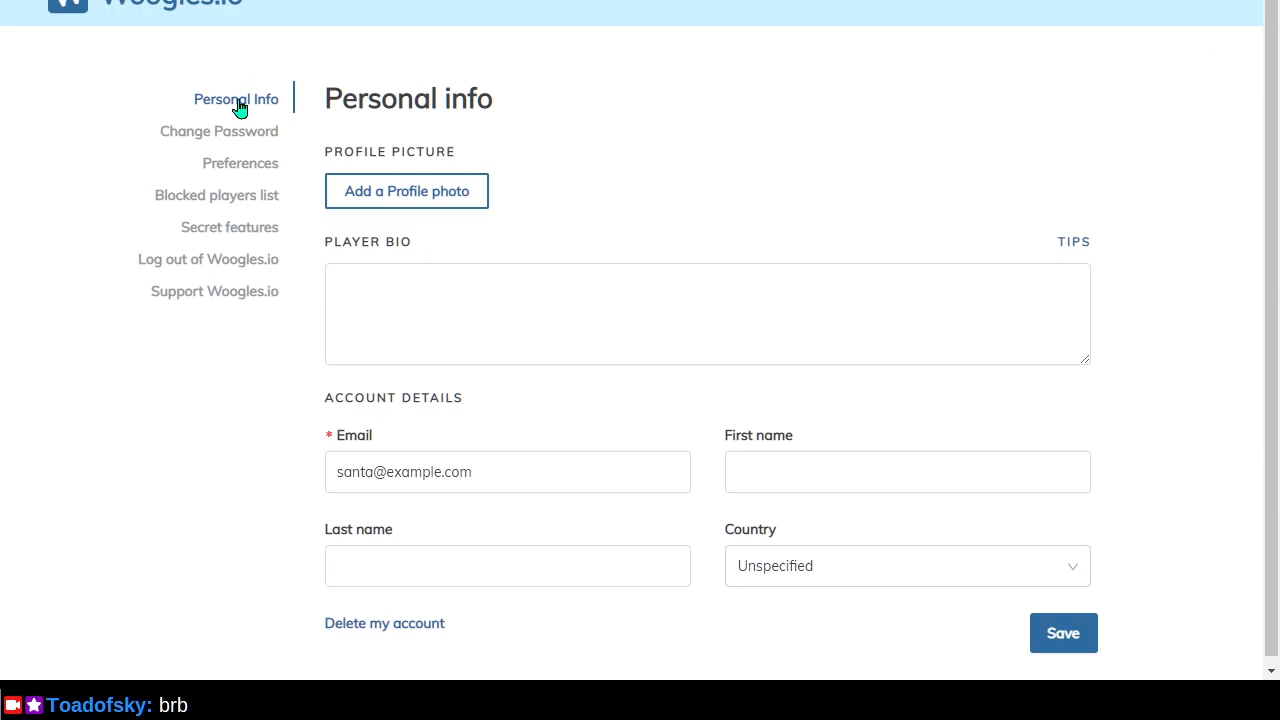 Woogles.io
Personal Info
Change Password
Preferences
Blocked players list
Secret features
Log out of Woogles.io
Support Woogles.io
Personal info
PROFILE PICTURE
Add a Profile photo
PLAYER BIO
TIPS
ACCOUNT DETAILS
* Email
First name
santa@example.com
Last name
Country
Unspecified
Delete my account
Save
Toadofsky: brb